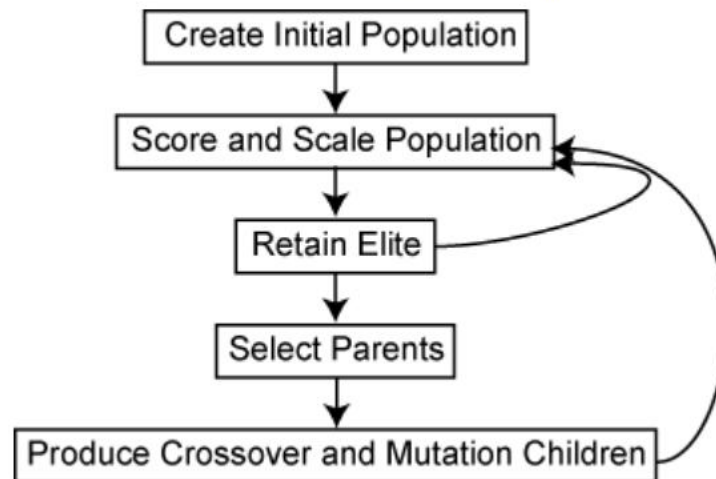 Create Initial Population
Score and Scale Population
Retain Elite
Select Parents
Produce Crossover and Mutation Children